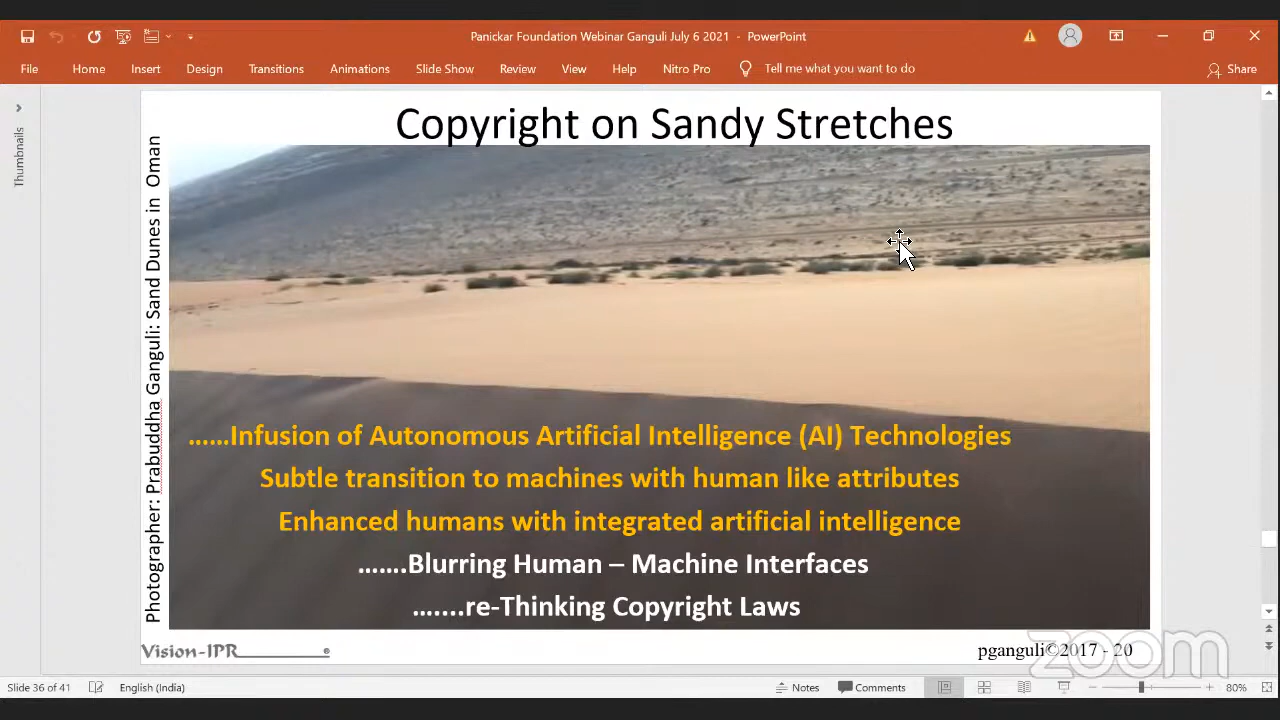 Panickar Foundation Webinar Ganguli July 6 2021 - PowerPoint
File Home Insert Design Transitions Animations Slide Show Review View Help Nitro Pro Tell me what you want to do Share
Thumbnails
Copyright on Sandy Stretches
Photographer: Prabuddha Ganguli: Sand Dunes in Oman
......Infusion of Autonomous Artificial Intelligence (AI) Technologies
Subtle transition to machines with human like attributes
Enhanced humans with integrated artificial intelligence
.......Blurring Human – Machine Interfaces
.......re-Thinking Copyright Laws
Vision-IPR ®
pganguli©2017 - 20
zoom
Slide 36 of 41 English (India) Notes Comments 80%